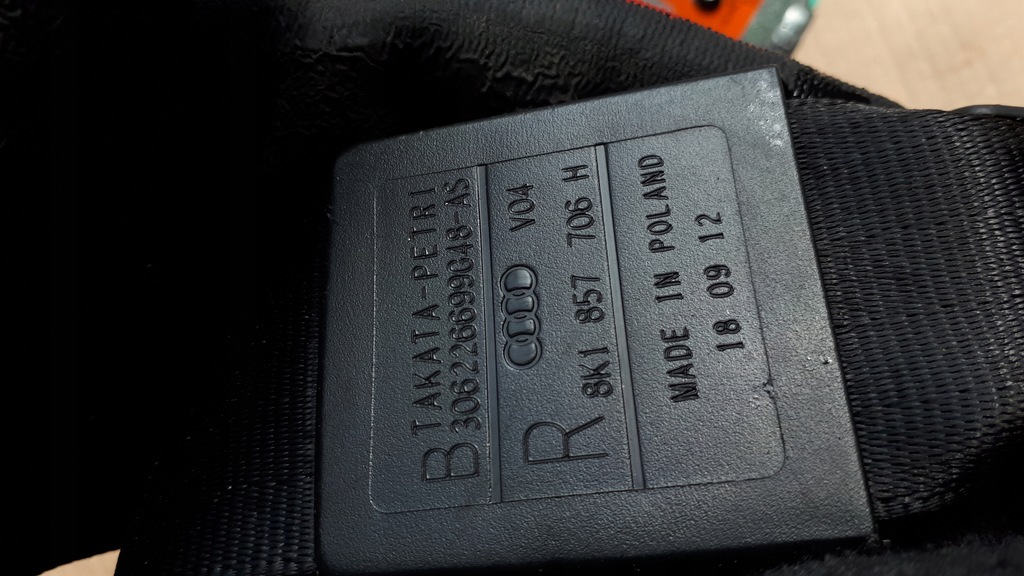 TAKATA-PETRI
B 306226699G48-AS
V04
R 8K1 857 706 H
MADE IN POLAND
18 09 12